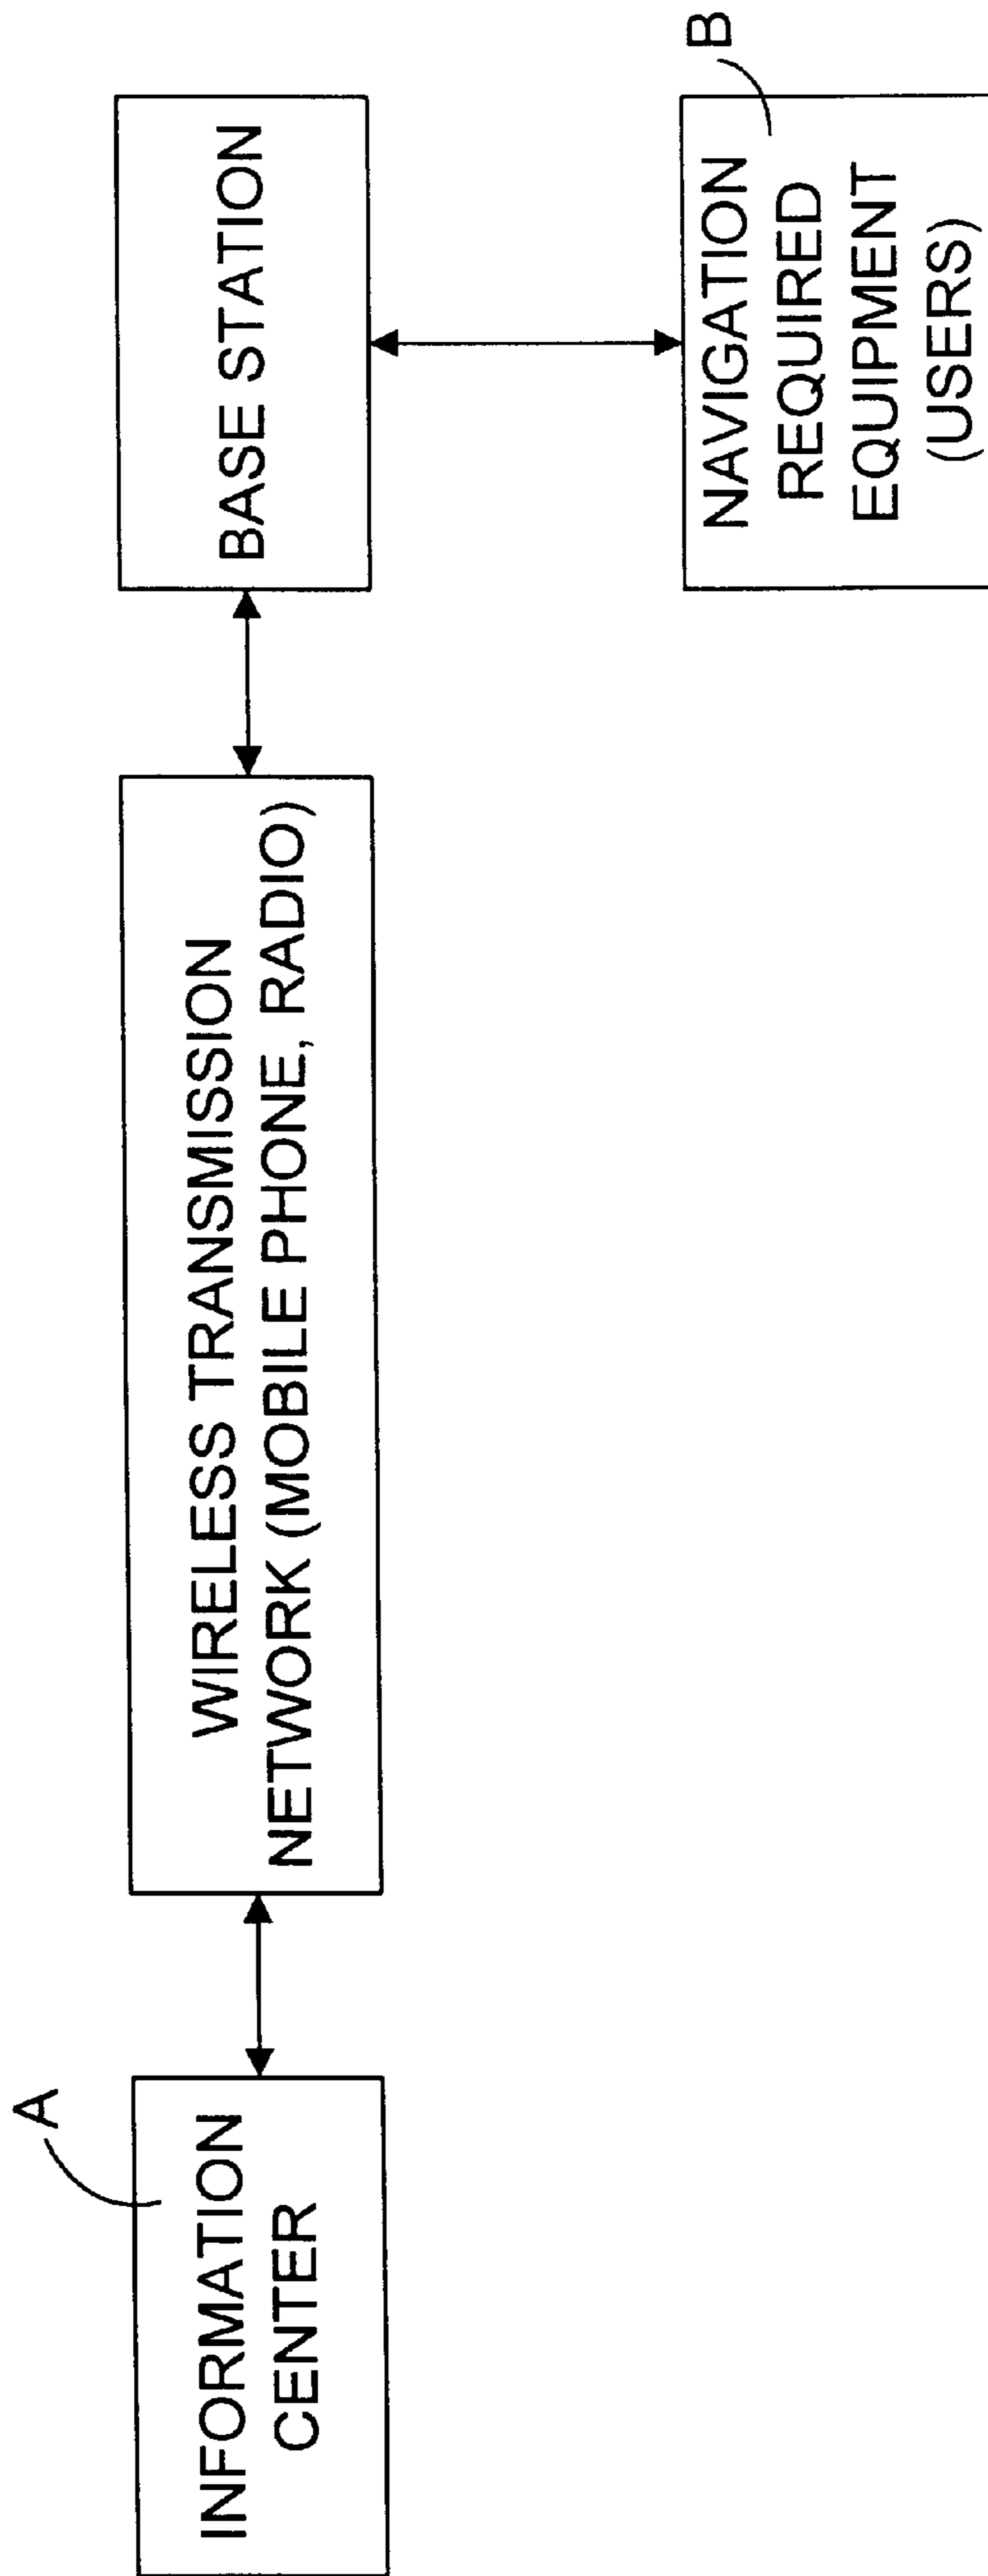 A
INFORMATION
CENTER
WIRELESS TRANSMISSION
NETWORK (MOBILE PHONE, RADIO)
BASE STATION
B
NAVIGATION
REQUIRED
EQUIPMENT
(USERS)